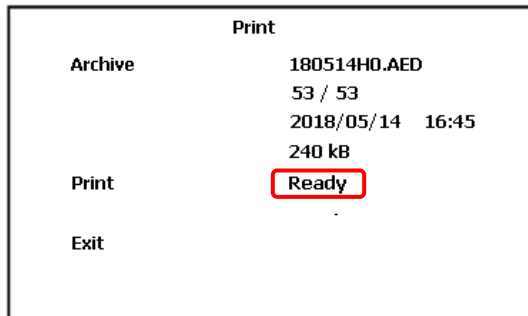 Print
Archive 180514H0.AED
53 / 53
2018/05/14 16:45
240 kB
Print Ready
.
Exit